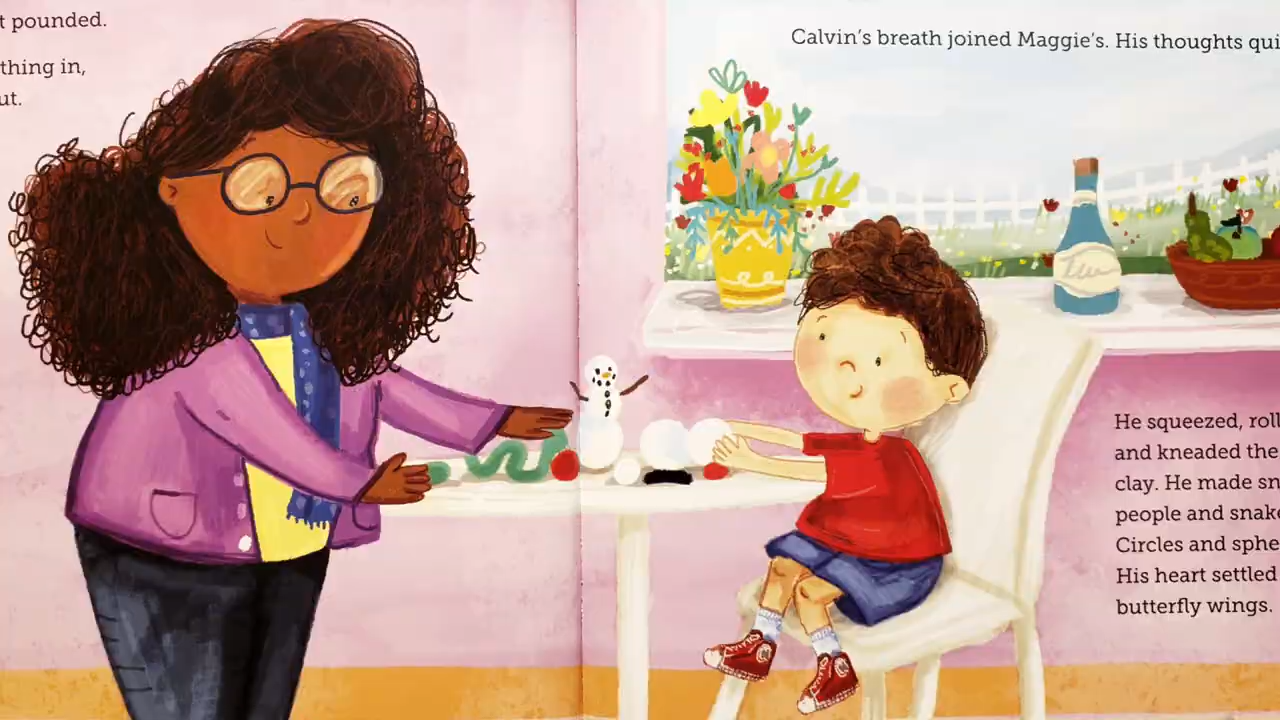 t pounded.
thing in,
ut.
Calvin's breath joined Maggie's. His thoughts qui
He squeezed, roll
and kneaded the
clay. He made sn
people and snake
Circles and sphe
His heart settled
butterfly wings.